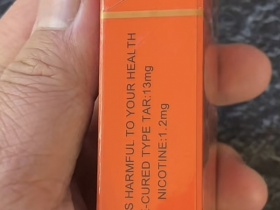 HARMFUL TO YOUR HEALTH
-CURED TYPE TAR:13mg
NICOTINE:1.2mg